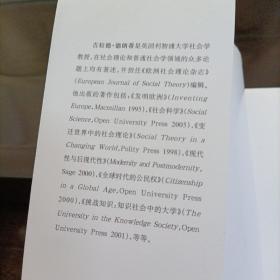 吉拉德·德朗蒂是英国利物浦大学社会学
教授,在社会理论和普通社会学领域的众多论
题上均有著述,并担任《欧洲社会理论杂志》
(European Journal of Social Theory)编辑。
他出版的著作包括:《发明欧洲》(Inventing
Europe, Macmillan 1995),《社会科学》(Social
Science, Open University Press 2005),《变
迁世界中的社会理论》(Social Theory in a
Changing World, Polity Press 1998),《现代
性与后现代性》(Modernity and Postmodernity,
Sage 2000),《全球时代的公民权》(Citizenship
in a Global Age, Open University Press
2000),《挑战知识:知识社会中的大学》(The
University in the Knowledge Society, Open
University Press 2001),等等。